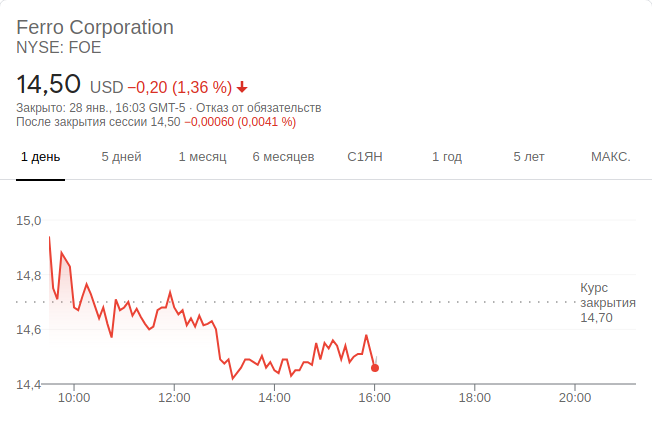 Ferro Corporation
NYSE: FOE
14,50 USD −0,20 (1,36 %)
Закрыто: 28 янв., 16:03 GMT-5 · Отказ от обязательств
После закрытия сессии 14,50 −0,00060 (0,0041 %)
1 день 5 дней 1 месяц 6 месяцев С1ЯН 1 год 5 лет МАКС.
15,0
14,8
Курс
закрытия
14,70
14,6
14,4
10:00 12:00 14:00 16:00 18:00 20:00